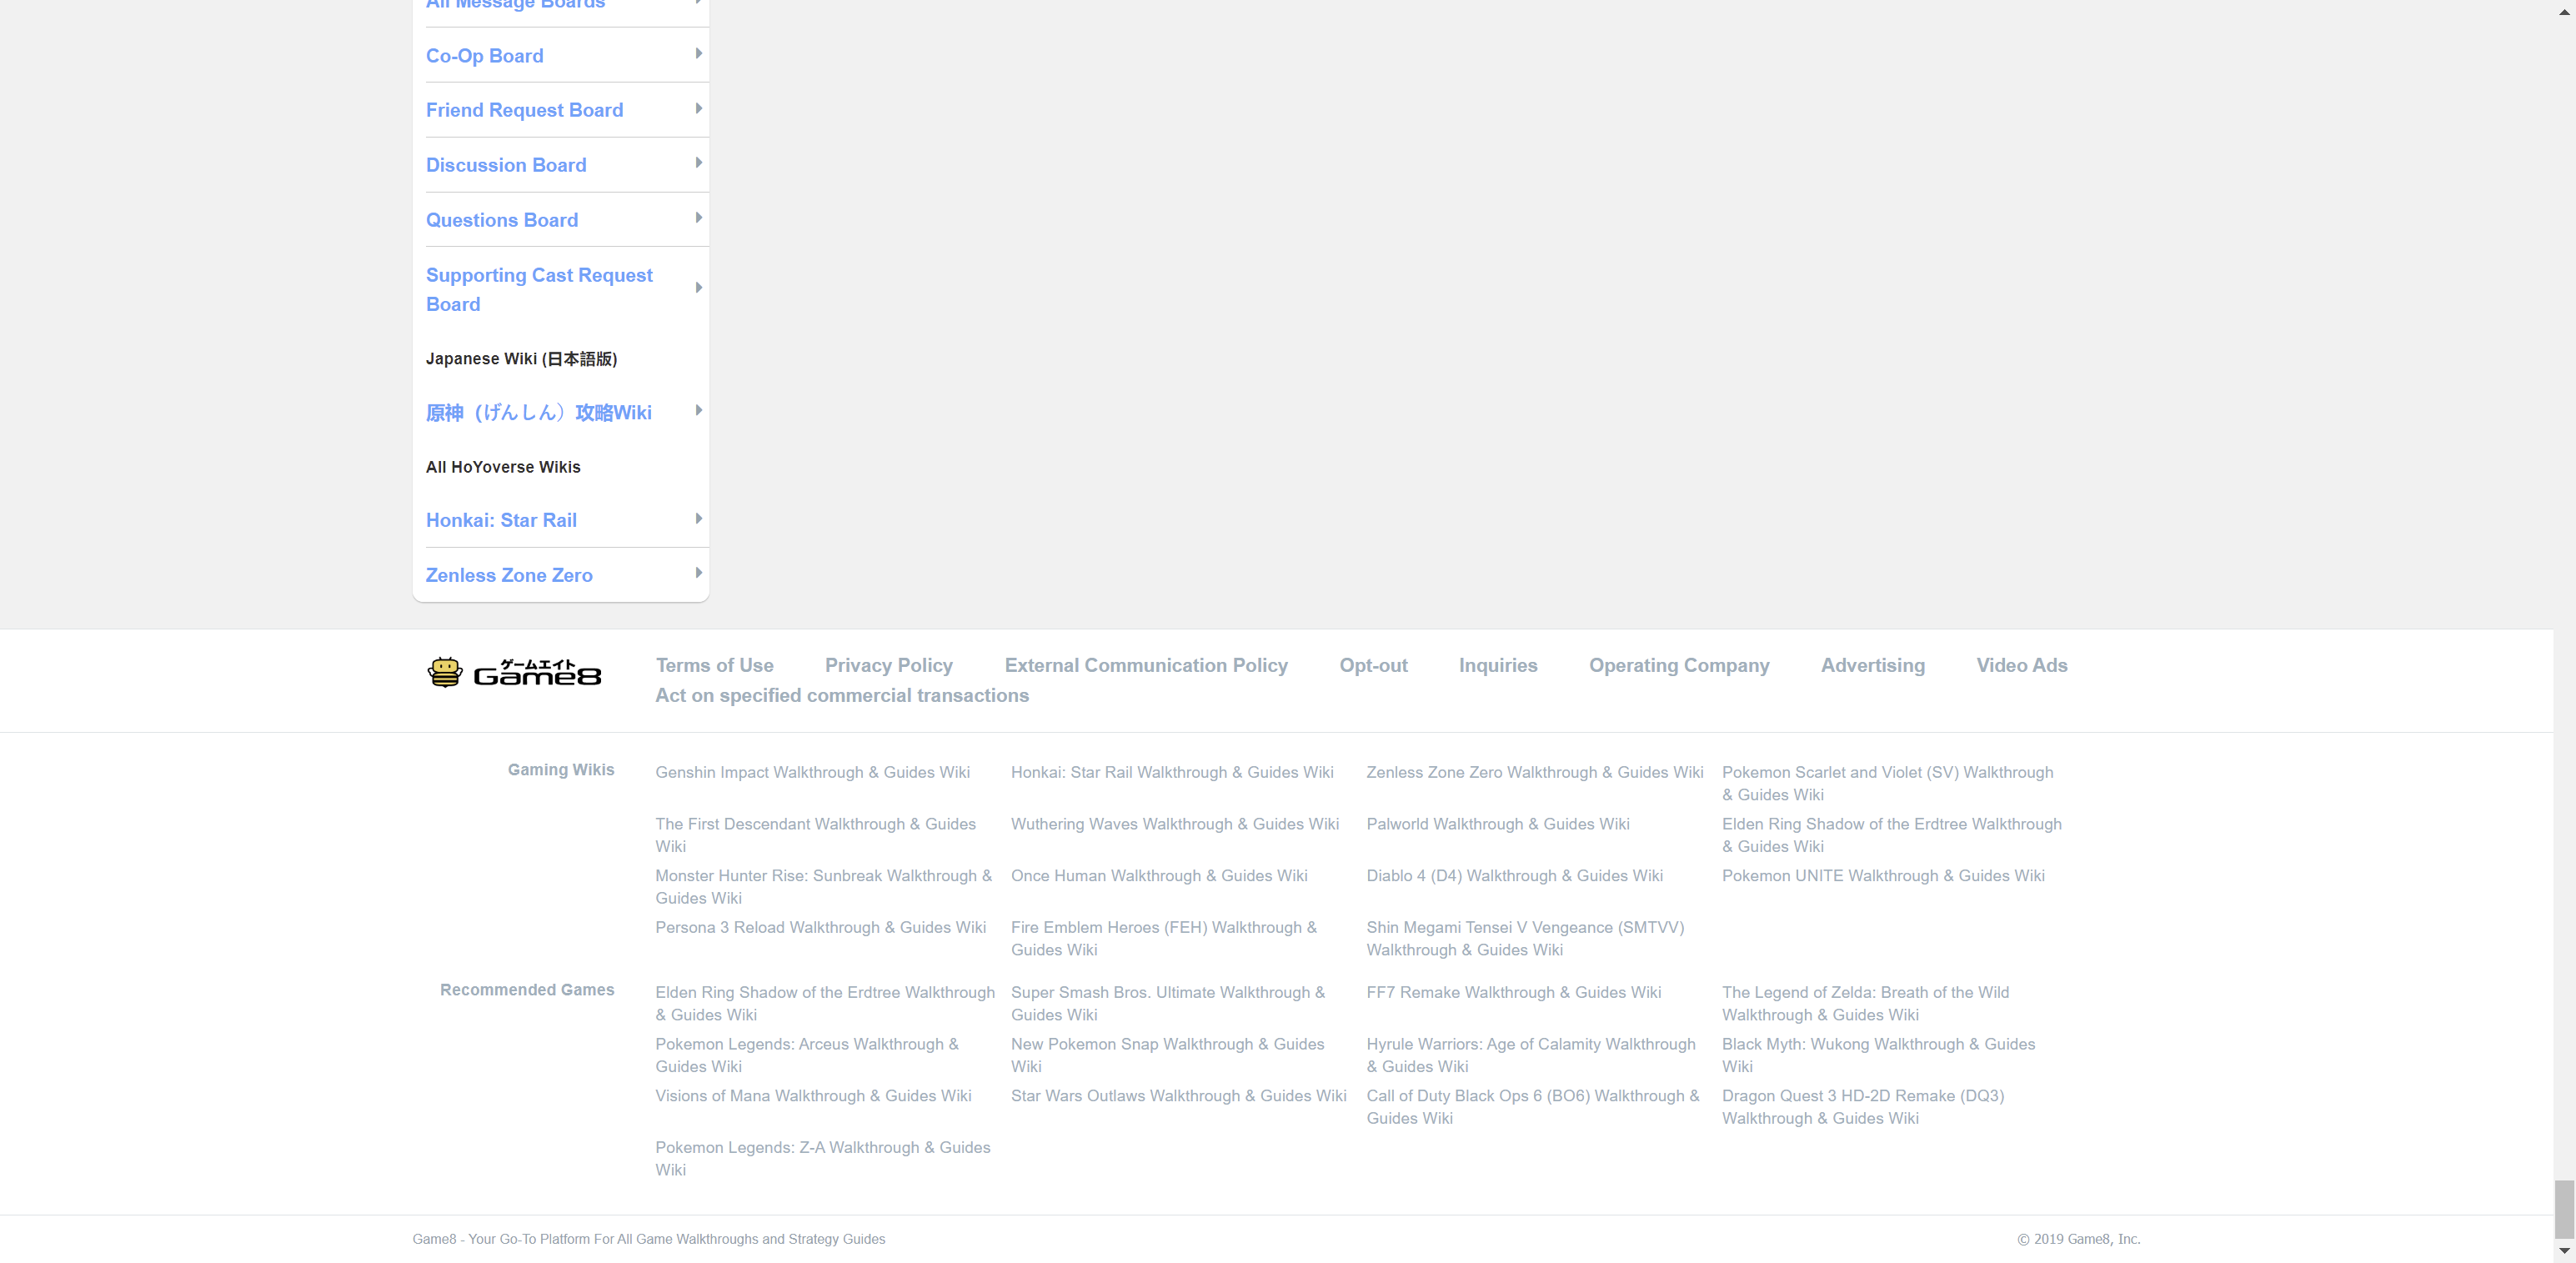 All Message Boards
Co-Op Board
Friend Request Board
Discussion Board
Questions Board
Supporting Cast Request
Board
Japanese Wiki (日本語版)
原神（げんしん）攻略Wiki
All HoYoverse Wikis
Honkai: Star Rail
Zenless Zone Zero
ゲームエイト
Game8
Terms of Use Privacy Policy External Communication Policy Opt-out Inquiries Operating Company Advertising Video Ads
Act on specified commercial transactions
Gaming Wikis
Genshin Impact Walkthrough & Guides Wiki
Honkai: Star Rail Walkthrough & Guides Wiki
Zenless Zone Zero Walkthrough & Guides Wiki
Pokemon Scarlet and Violet (SV) Walkthrough
& Guides Wiki
The First Descendant Walkthrough & Guides
Wiki
Wuthering Waves Walkthrough & Guides Wiki
Palworld Walkthrough & Guides Wiki
Elden Ring Shadow of the Erdtree Walkthrough
& Guides Wiki
Monster Hunter Rise: Sunbreak Walkthrough &
Guides Wiki
Once Human Walkthrough & Guides Wiki
Diablo 4 (D4) Walkthrough & Guides Wiki
Pokemon UNITE Walkthrough & Guides Wiki
Persona 3 Reload Walkthrough & Guides Wiki
Fire Emblem Heroes (FEH) Walkthrough &
Guides Wiki
Shin Megami Tensei V Vengeance (SMTVV)
Walkthrough & Guides Wiki
Recommended Games
Elden Ring Shadow of the Erdtree Walkthrough
& Guides Wiki
Super Smash Bros. Ultimate Walkthrough &
Guides Wiki
FF7 Remake Walkthrough & Guides Wiki
The Legend of Zelda: Breath of the Wild
Walkthrough & Guides Wiki
Pokemon Legends: Arceus Walkthrough &
Guides Wiki
New Pokemon Snap Walkthrough & Guides
Wiki
Hyrule Warriors: Age of Calamity Walkthrough
& Guides Wiki
Black Myth: Wukong Walkthrough & Guides
Wiki
Visions of Mana Walkthrough & Guides Wiki
Star Wars Outlaws Walkthrough & Guides Wiki
Call of Duty Black Ops 6 (BO6) Walkthrough &
Guides Wiki
Dragon Quest 3 HD-2D Remake (DQ3)
Walkthrough & Guides Wiki
Pokemon Legends: Z-A Walkthrough & Guides
Wiki
Game8 - Your Go-To Platform For All Game Walkthroughs and Strategy Guides
© 2019 Game8, Inc.